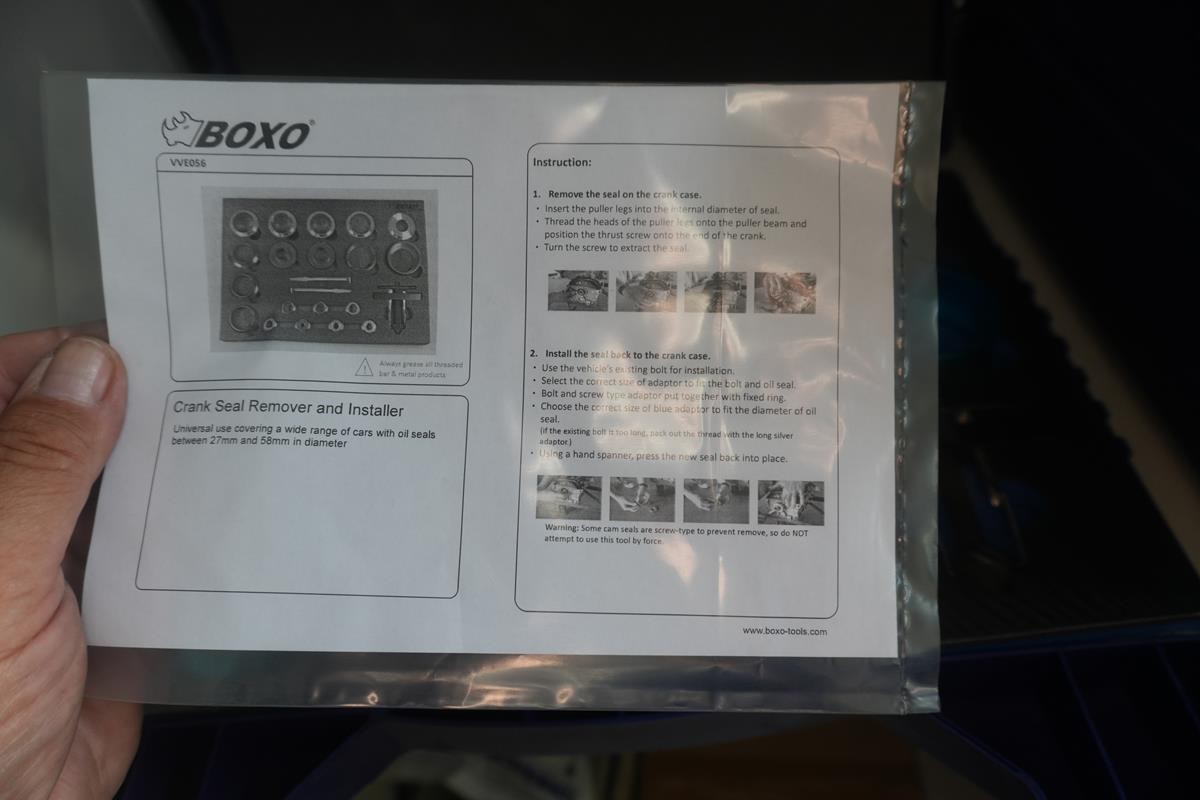 BOXO®
VVE056
Always grease all threaded
bar & metal products
Crank Seal Remover and Installer
Universal use covering a wide range of cars with oil seals
between 27mm and 58mm in diameter
Instruction:
1. Remove the seal on the crank case.
• Insert the puller legs into the internal diameter of seal.
• Thread the heads of the puller legs onto the puller beam and
position the thrust screw onto the end of the crank.
• Turn the screw to extract the seal.
2. Install the seal back to the crank case.
• Use the vehicle's existing bolt for installation.
• Select the correct size of adaptor to fit the bolt and oil seal.
• Bolt and screw type adaptor put together with fixed ring.
• Choose the correct size of blue adaptor to fit the diameter of oil
seal.
(if the existing bolt is too long, pack out the thread with the long silver
adaptor.)
• Using a hand spanner, press the new seal back into place.
Warning: Some cam seals are screw-type to prevent remove, so do NOT
attempt to use this tool by force.
www.boxo-tools.com